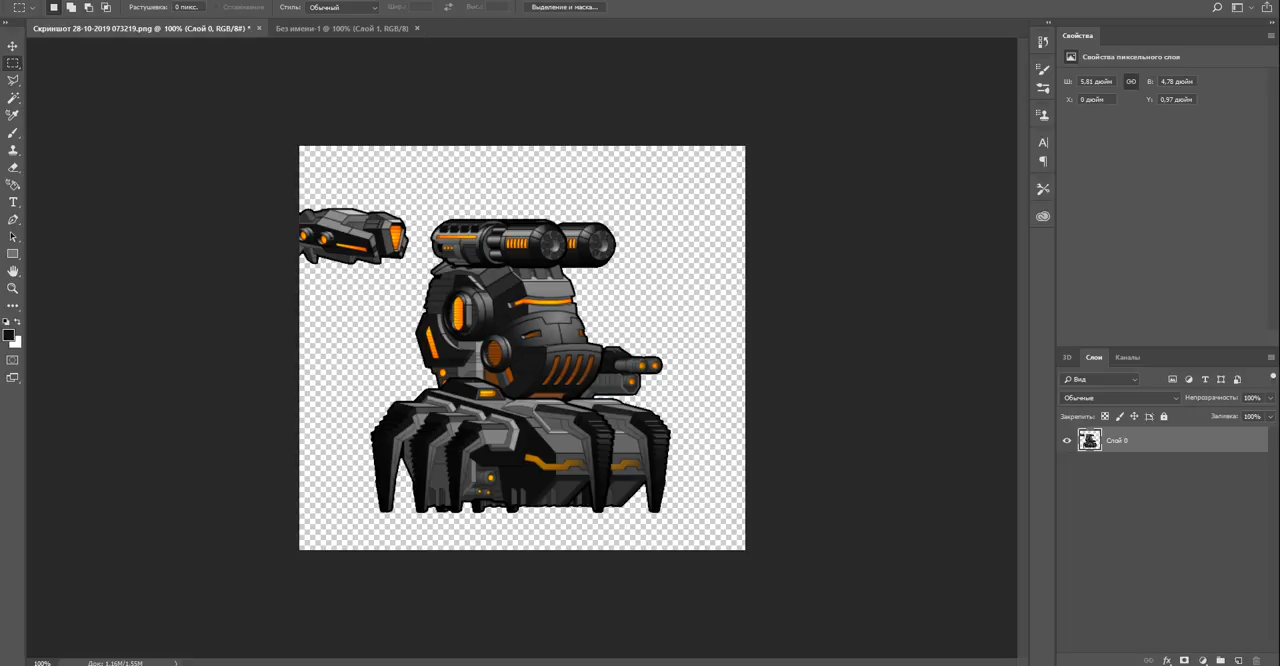 Растушевка: 0 пикс. Сглаживание Стиль: Обычный Шир.: Выс.: Выделение и маска...
Скриншот 28-10-2019 073219.png @ 100% (Слой 0, RGB/8#) * × Без имени-1 @ 100% (Слой 1, RGB/8) ×
Свойства
Свойства пиксельного слоя
Ш: 5,81 дюйм В: 4,78 дюйм
X: 0 дюйм Y: 0,97 дюйм
3D Слои Каналы
Вид
Обычные Непрозрачность: 100%
Закрепить: Заливка: 100%
Слой 0
100% Док: 1,16M/1,55M